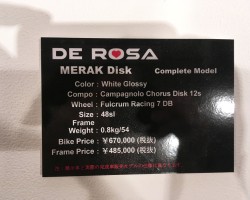 DE ROSA
MERAK Disk Complete Model
Color : White Glossy
Compo : Campagnolo Chorus Disk 12s
Wheel : Fulcrum Racing 7 DB
Size : 48sl
Frame
Weight : 0.8kg/54
Bike Price : ￥670,000 (税抜)
Frame Price : ￥485,000 (税抜)